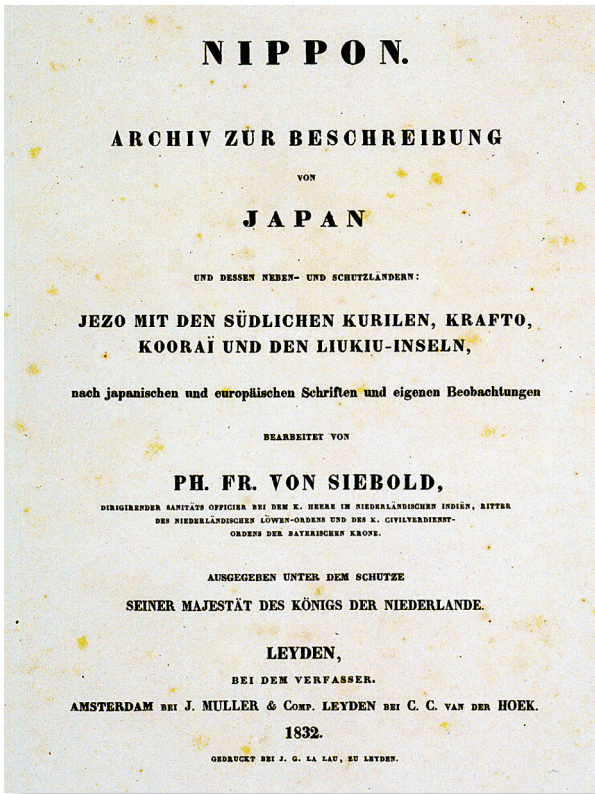 NIPPON.
ARCHIV ZUR BESCHREIBUNG
VON
JAPAN
UND DESSEN NEBEN- UND SCHUTZLÄNDERN:
JEZO MIT DEN SÜDLICHEN KURILEN, KRAFTO,
KOORAÏ UND DEN LIUKIU-INSELN,
nach japanischen und europäischen Schriften und eigenen Beobachtungen
BEARBEITET VON
PH. FR. VON SIEBOLD,
DIRIGIRENDER SANITÄTS OFFICIER BEI DEM K. HEERE IM NIEDERLÄNDISCHEN INDIËN, RITTER
DES NIEDERLÄNDISCHEN LÖWEN-ORDENS UND DES K. CIVILVERDIENST-
ORDENS DER BAYERISCHEN KRONE.
AUSGEGEBEN UNTER DEM SCHUTZE
SEINER MAJESTÄT DES KÖNIGS DER NIEDERLANDE.
LEYDEN,
BEI DEM VERFASSER.
AMSTERDAM BEI J. MULLER & COMP. LEYDEN BEI C. C. VAN DER HOEK.
1832.
GEDRUCKT BEI J. G. LA LAU, ZU LEYDEN.